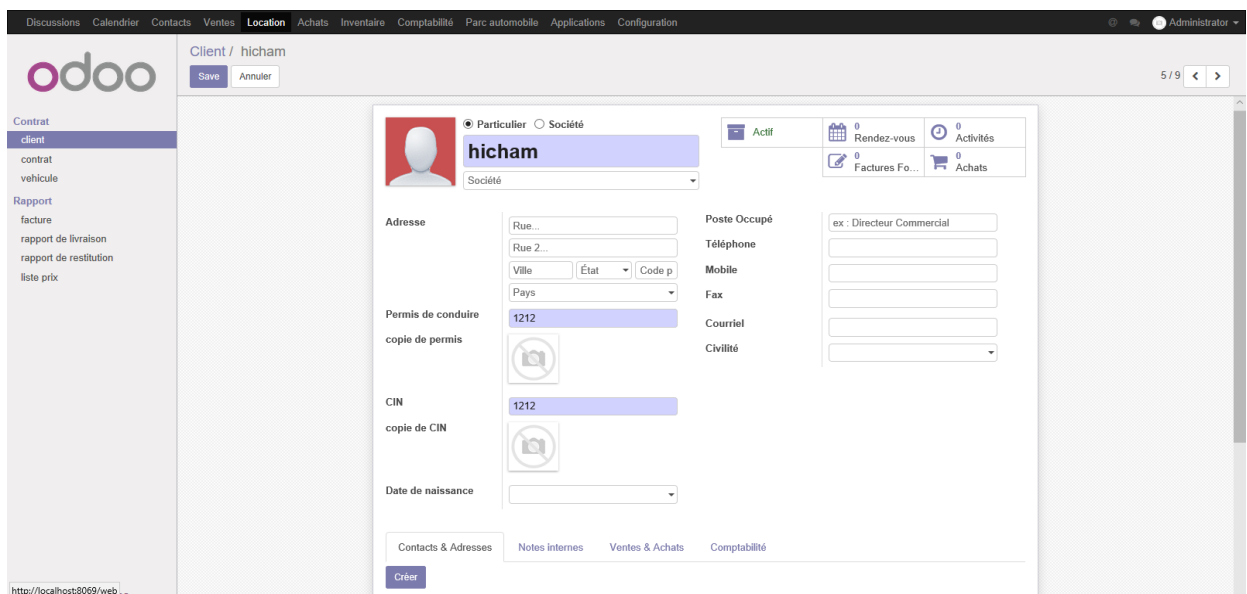 Discussions Calendrier Contacts Ventes Location Achats Inventaire Comptabilité Parc automobile Applications Configuration @ Administrator
odoo
Client / hicham
Save Annuler
5 / 9
Contrat
client
contrat
vehicule
Rapport
facture
rapport de livraison
rapport de restitution
liste prix
Particulier Société
hicham
Société
Actif
0 Rendez-vous
0 Activités
0 Factures Fo...
0 Achats
Adresse
Rue...
Rue 2...
Ville État Code p
Pays
Permis de conduire 1212
copie de permis
CIN 1212
copie de CIN
Date de naissance
Poste Occupé ex : Directeur Commercial
Téléphone
Mobile
Fax
Courriel
Civilité
Contacts & Adresses Notes internes Ventes & Achats Comptabilité
Créer
http://localhost:8069/web